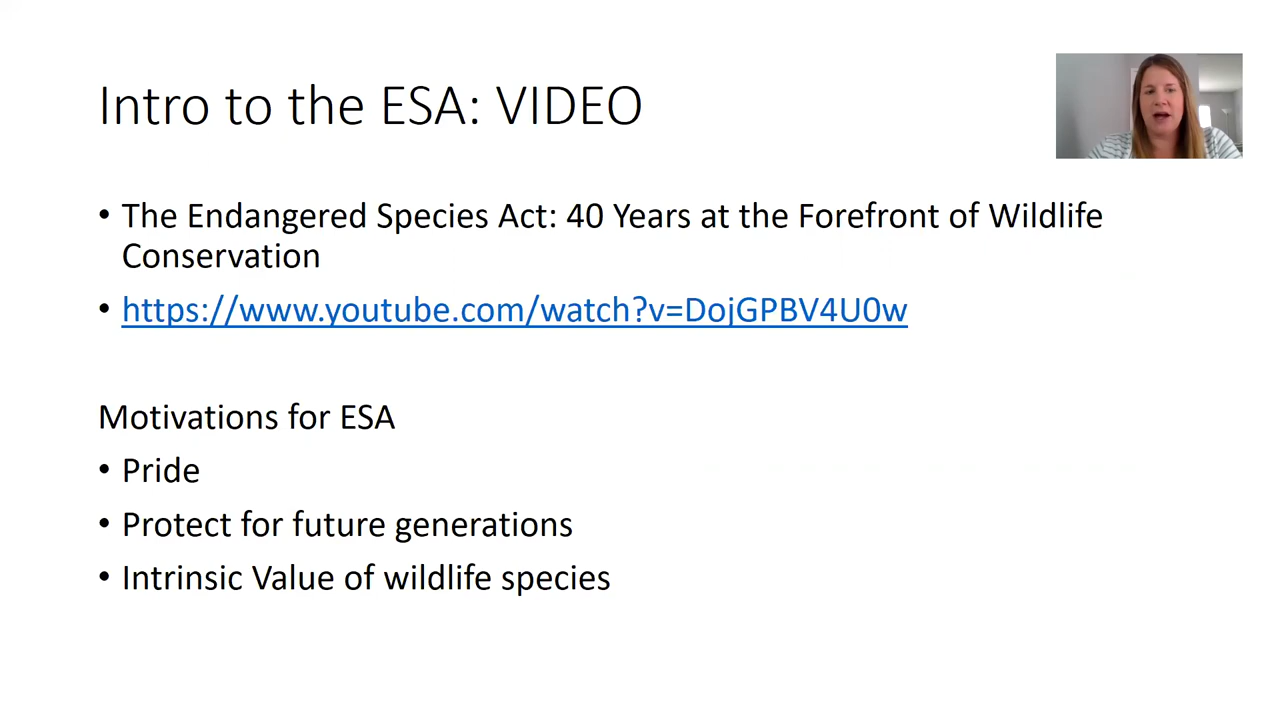 Intro to the ESA: VIDEO
• The Endangered Species Act: 40 Years at the Forefront of Wildlife
Conservation
• https://www.youtube.com/watch?v=DojGPBV4U0w
Motivations for ESA
• Pride
• Protect for future generations
• Intrinsic Value of wildlife species